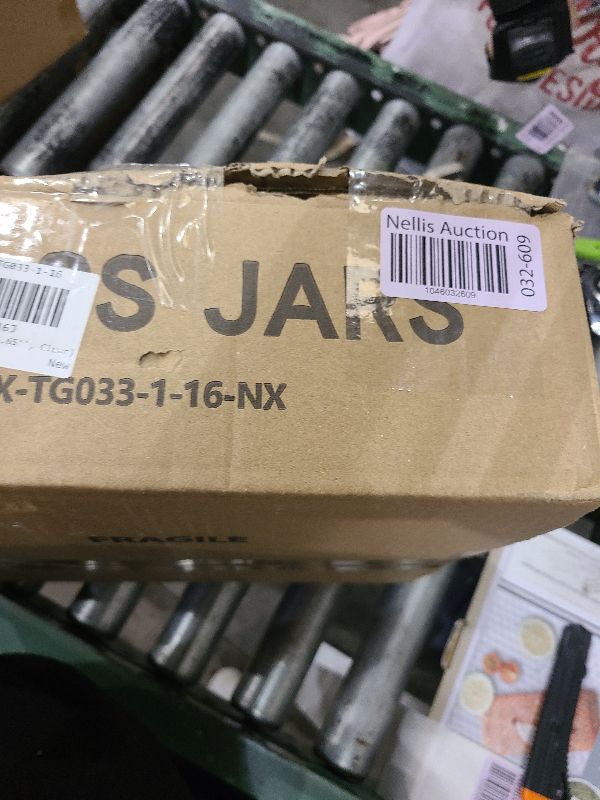 Nellis Auction
1046032609
032-609
TG033-1-16
New
S JARS
X-TG033-1-16-NX
FRAGILE